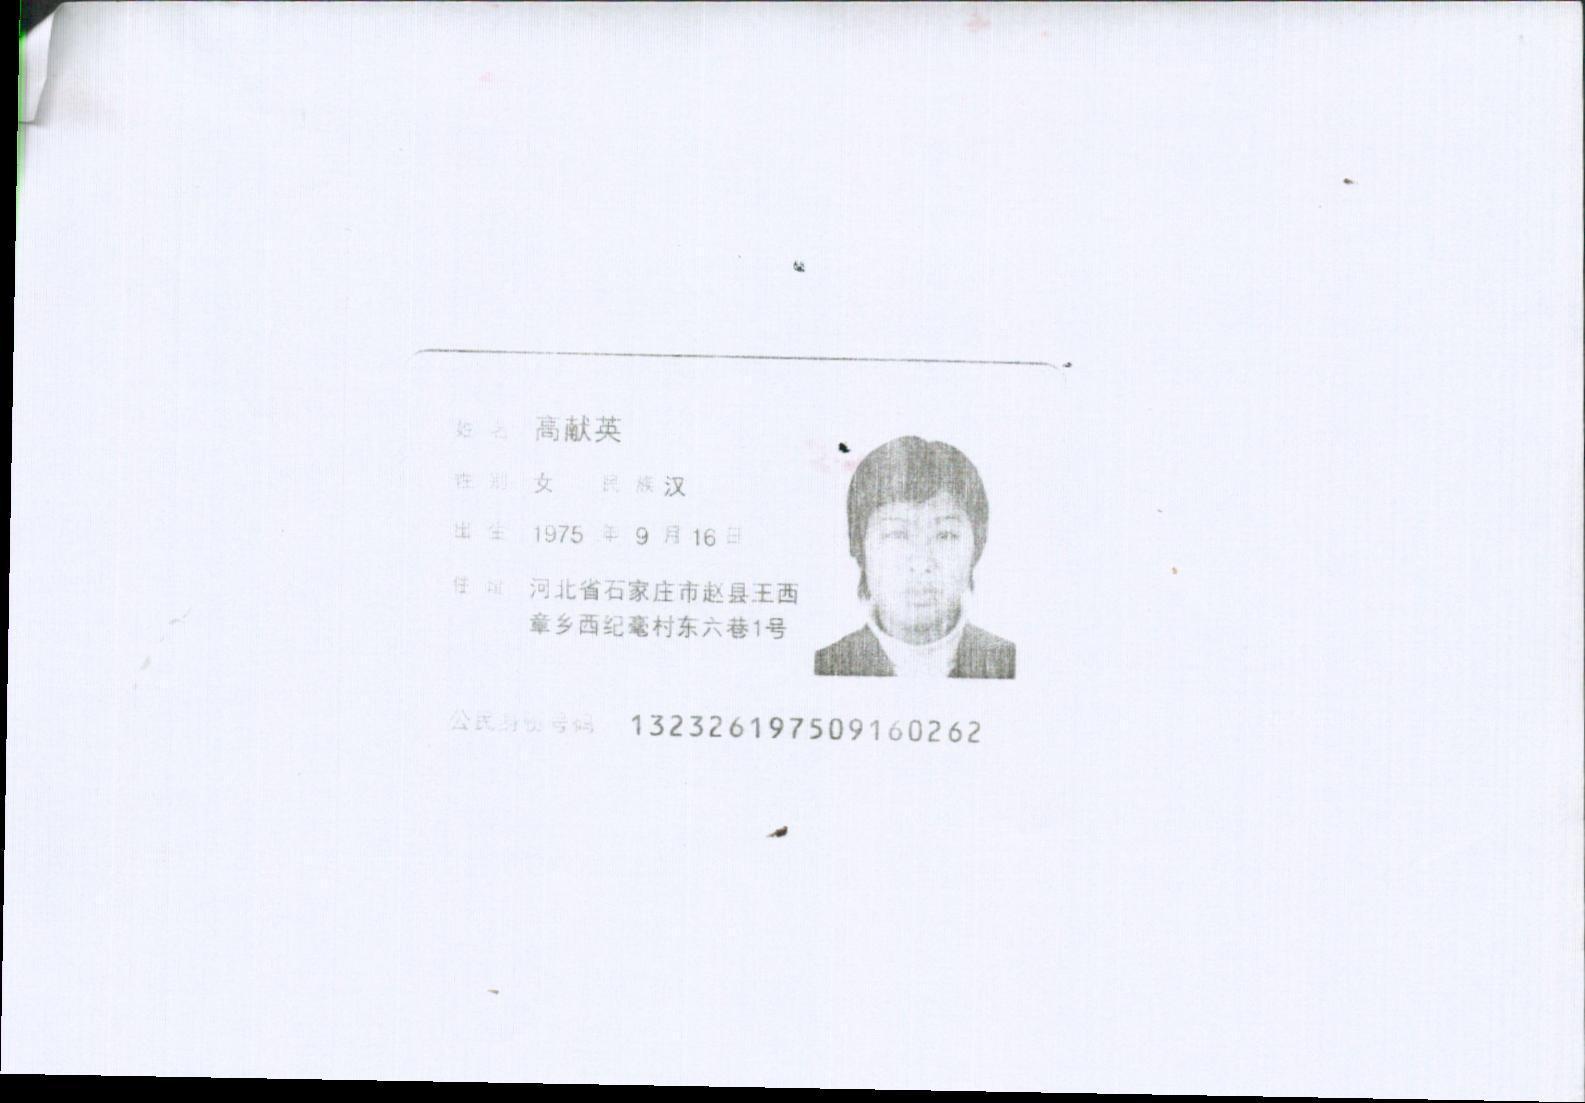 姓名 高献英
性别 女 民族 汉
出生 1975 年 9 月 16 日
住址 河北省石家庄市赵县王西
章乡西纪毫村东六巷1号
公民身份号码 132326197509160262